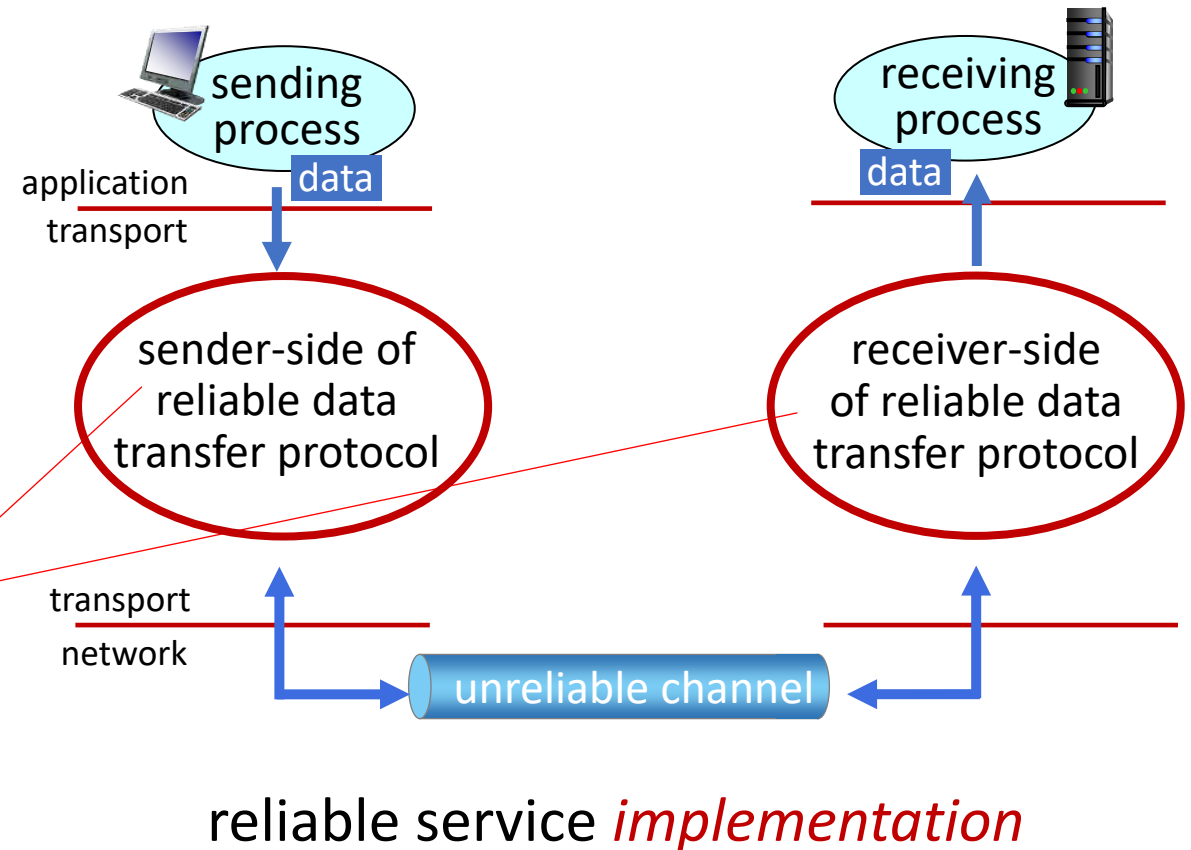 sending
process
data
application
transport
receiving
process
data
sender-side of
reliable data
transfer protocol
receiver-side
of reliable data
transfer protocol
transport
network
unreliable channel
reliable service implementation